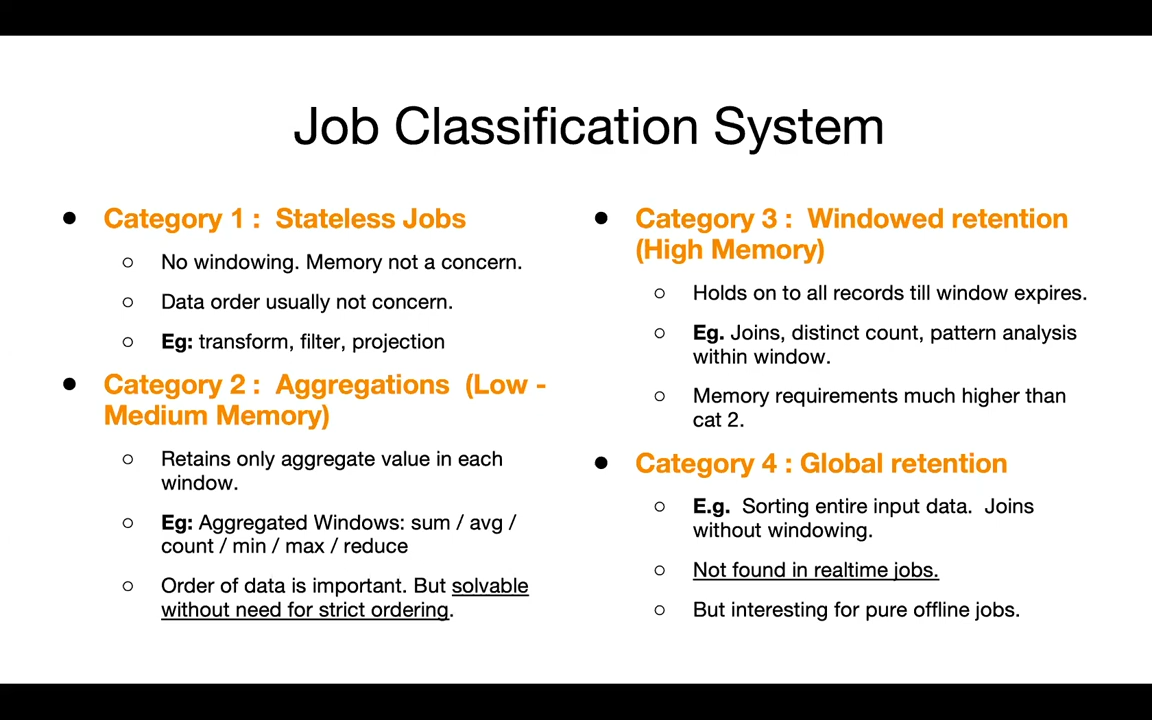 Job Classification System
● Category 1 : Stateless Jobs
○ No windowing. Memory not a concern.
○ Data order usually not concern.
○ Eg: transform, filter, projection
● Category 2 : Aggregations (Low -
Medium Memory)
○ Retains only aggregate value in each
window.
○ Eg: Aggregated Windows: sum / avg /
count / min / max / reduce
○ Order of data is important. But solvable
without need for strict ordering.
● Category 3 : Windowed retention
(High Memory)
○ Holds on to all records till window expires.
○ Eg. Joins, distinct count, pattern analysis
within window.
○ Memory requirements much higher than
cat 2.
● Category 4 : Global retention
○ E.g. Sorting entire input data. Joins
without windowing.
○ Not found in realtime jobs.
○ But interesting for pure offline jobs.